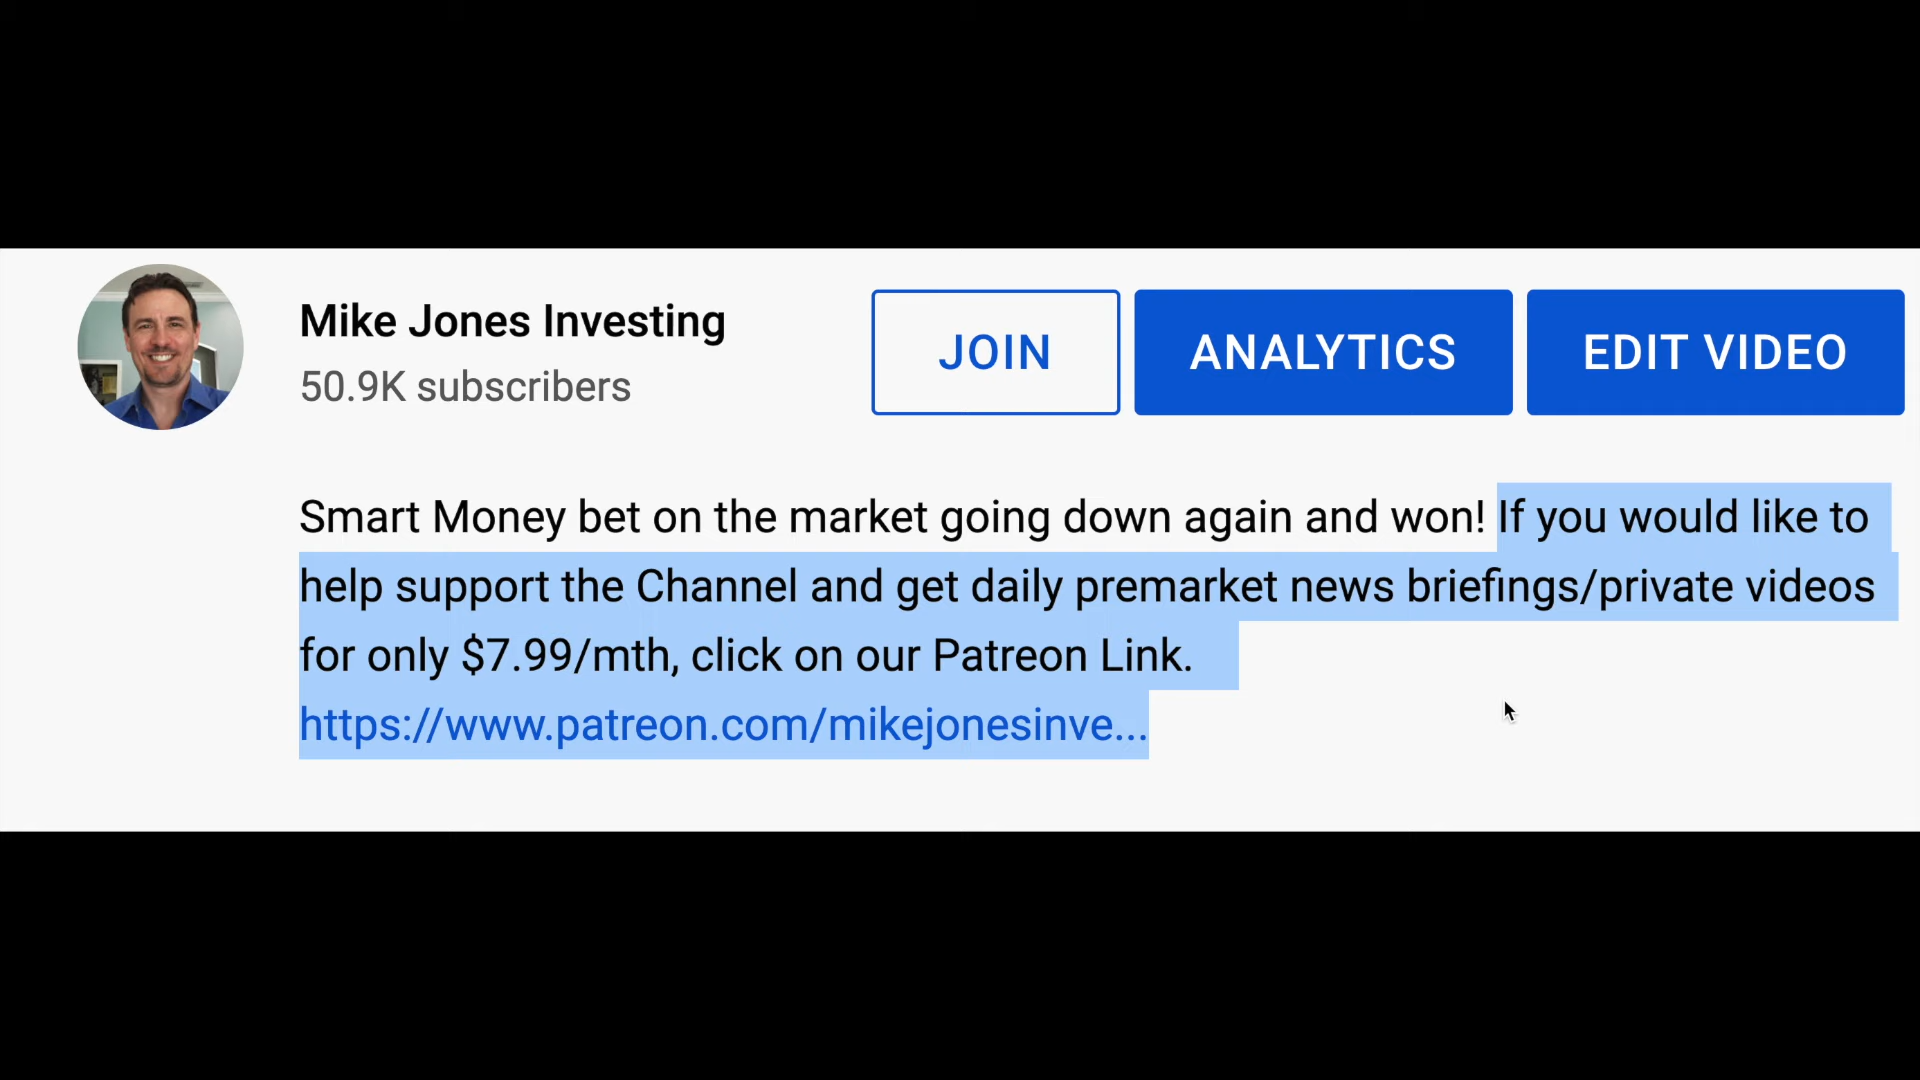 Mike Jones Investing
50.9K subscribers
JOIN
ANALYTICS
EDIT VIDEO
Smart Money bet on the market going down again and won! If you would like to
help support the Channel and get daily premarket news briefings/private videos
for only $7.99/mth, click on our Patreon Link.
https://www.patreon.com/mikejonesinve...